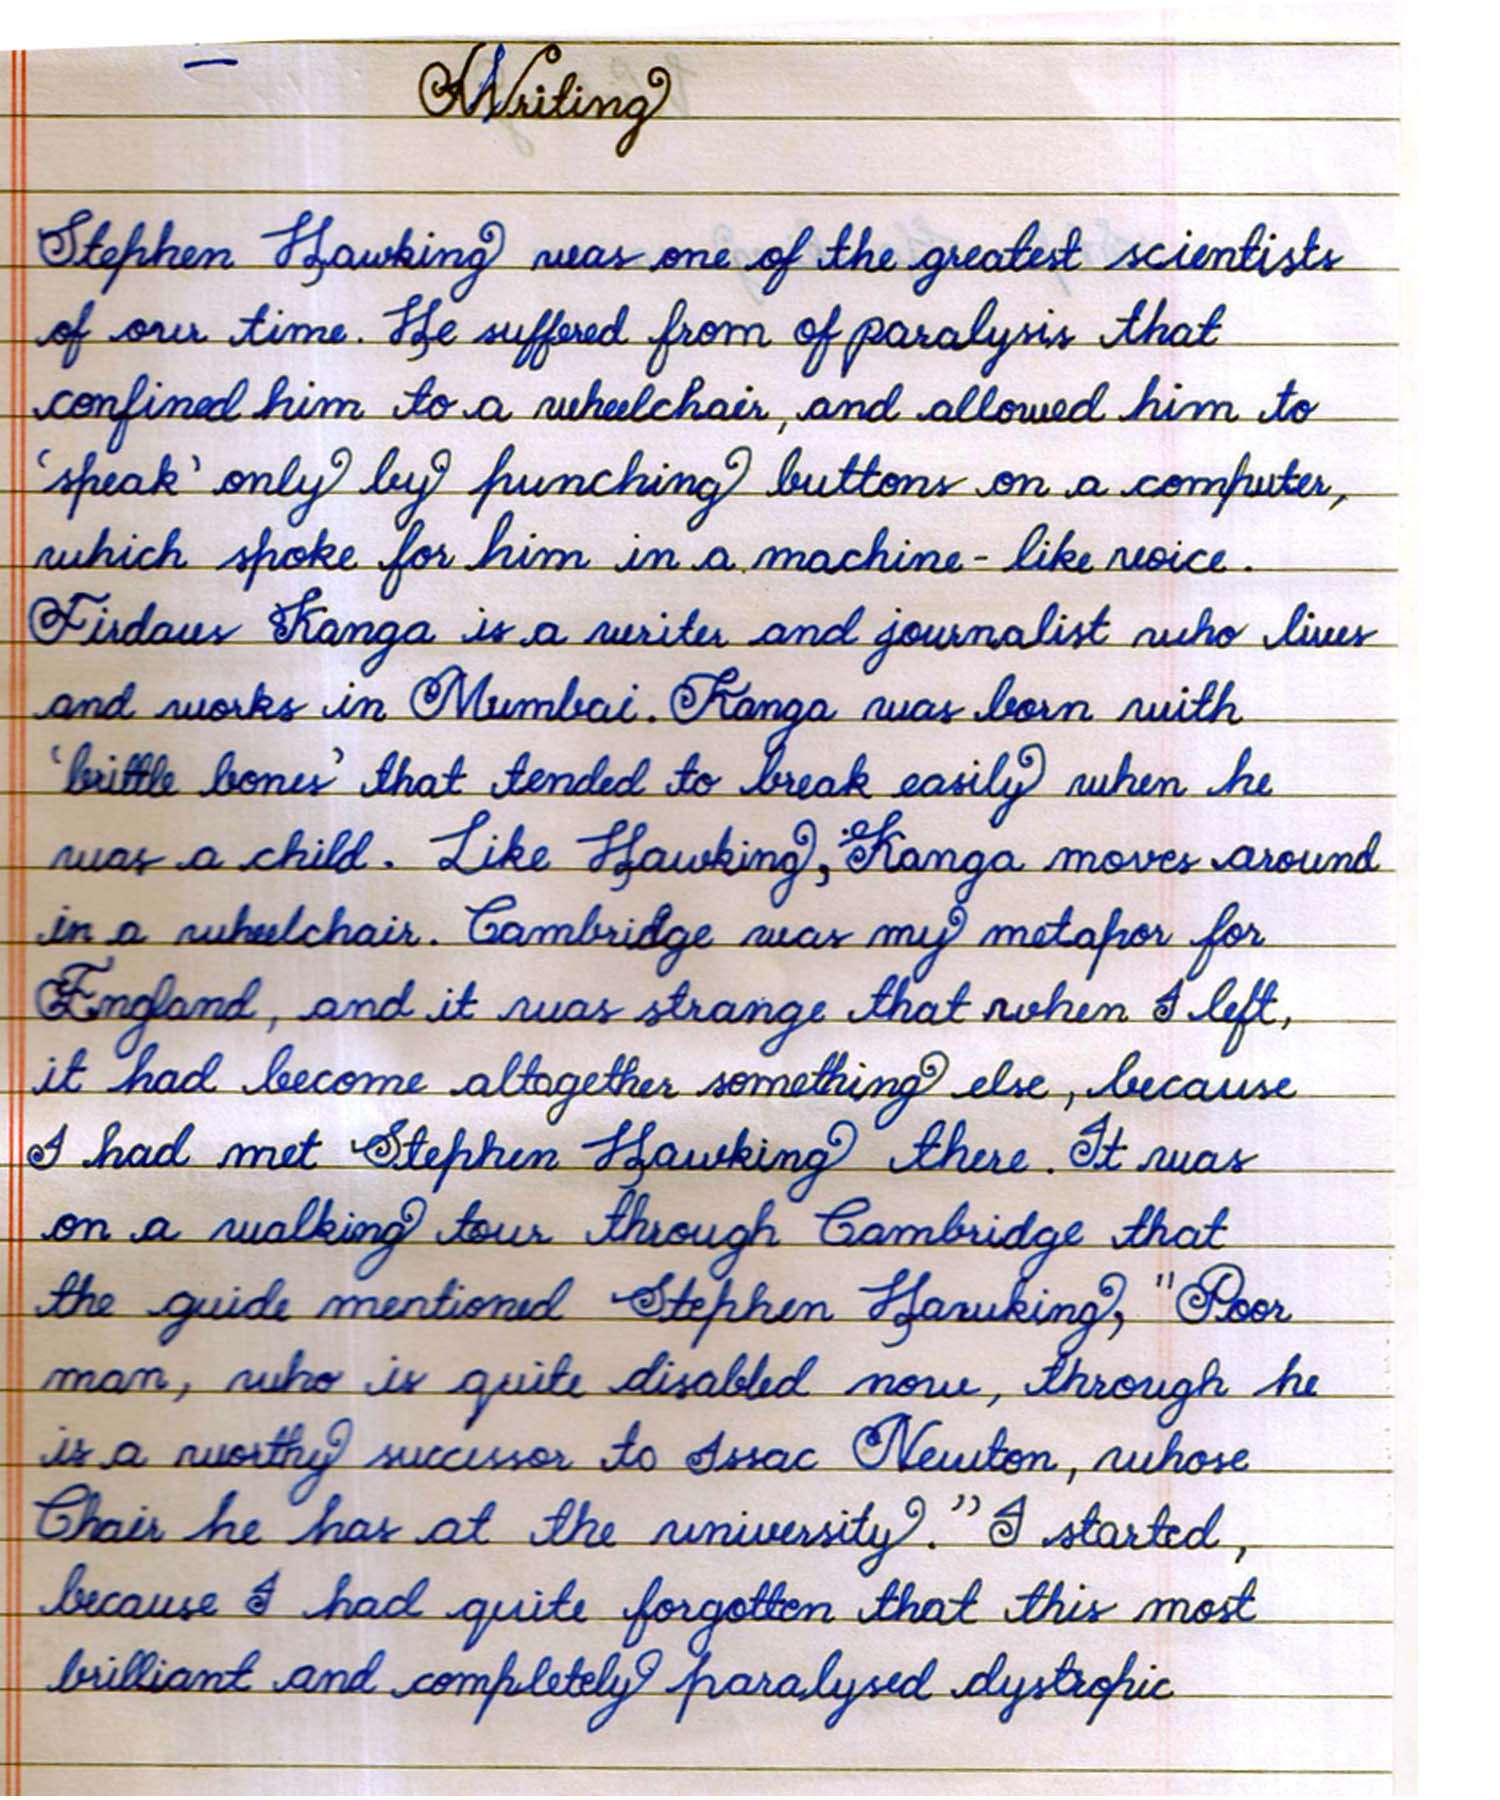 Writing
Stephen Hawking was one of the greatest scientists
of our time. He suffered from of paralysis that
confined him to a wheelchair, and allowed him to
'speak' only by punching buttons on a computer,
which spoke for him in a machine-like voice.
Firdaus Kanga is a writer and journalist who lives
and works in Mumbai. Kanga was born with
'brittle bones' that tended to break easily when he
was a child. Like Hawking, Kanga moves around
in a wheelchair. Cambridge was my metapor for
England, and it was strange that when I left,
it had become altogether something else, because
I had met Stephen Hawking there. It was
on a walking tour through Cambridge that
the guide mentioned Stephen Hawking, "Poor
man, who is quite disabled now, through he
is a worthy successor to Issac Newton, whose
Chair he has at the university." I started,
because I had quite forgotten that this most
brilliant and completely paralysed dystropic